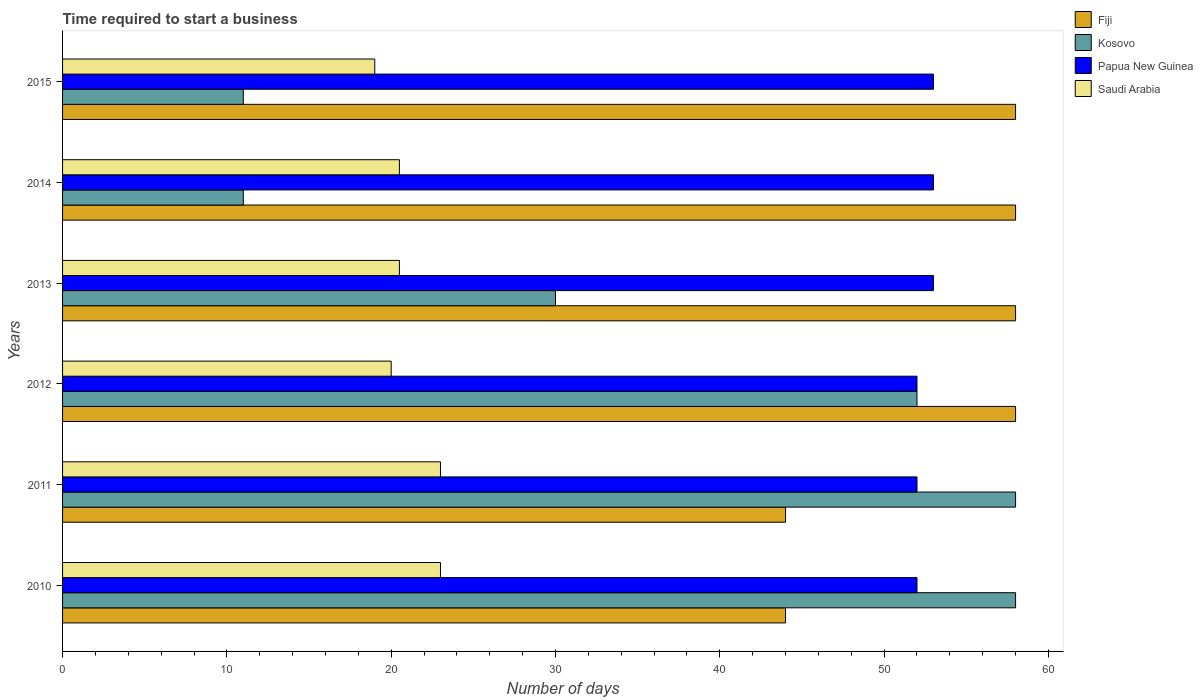 Time required to start a business
Fiji
Kosovo
Papua New Guinea
Saudi Arabia
Years
2015
2014
2013
2012
2011
2010
0
10
20
30
40
50
60
Number of days